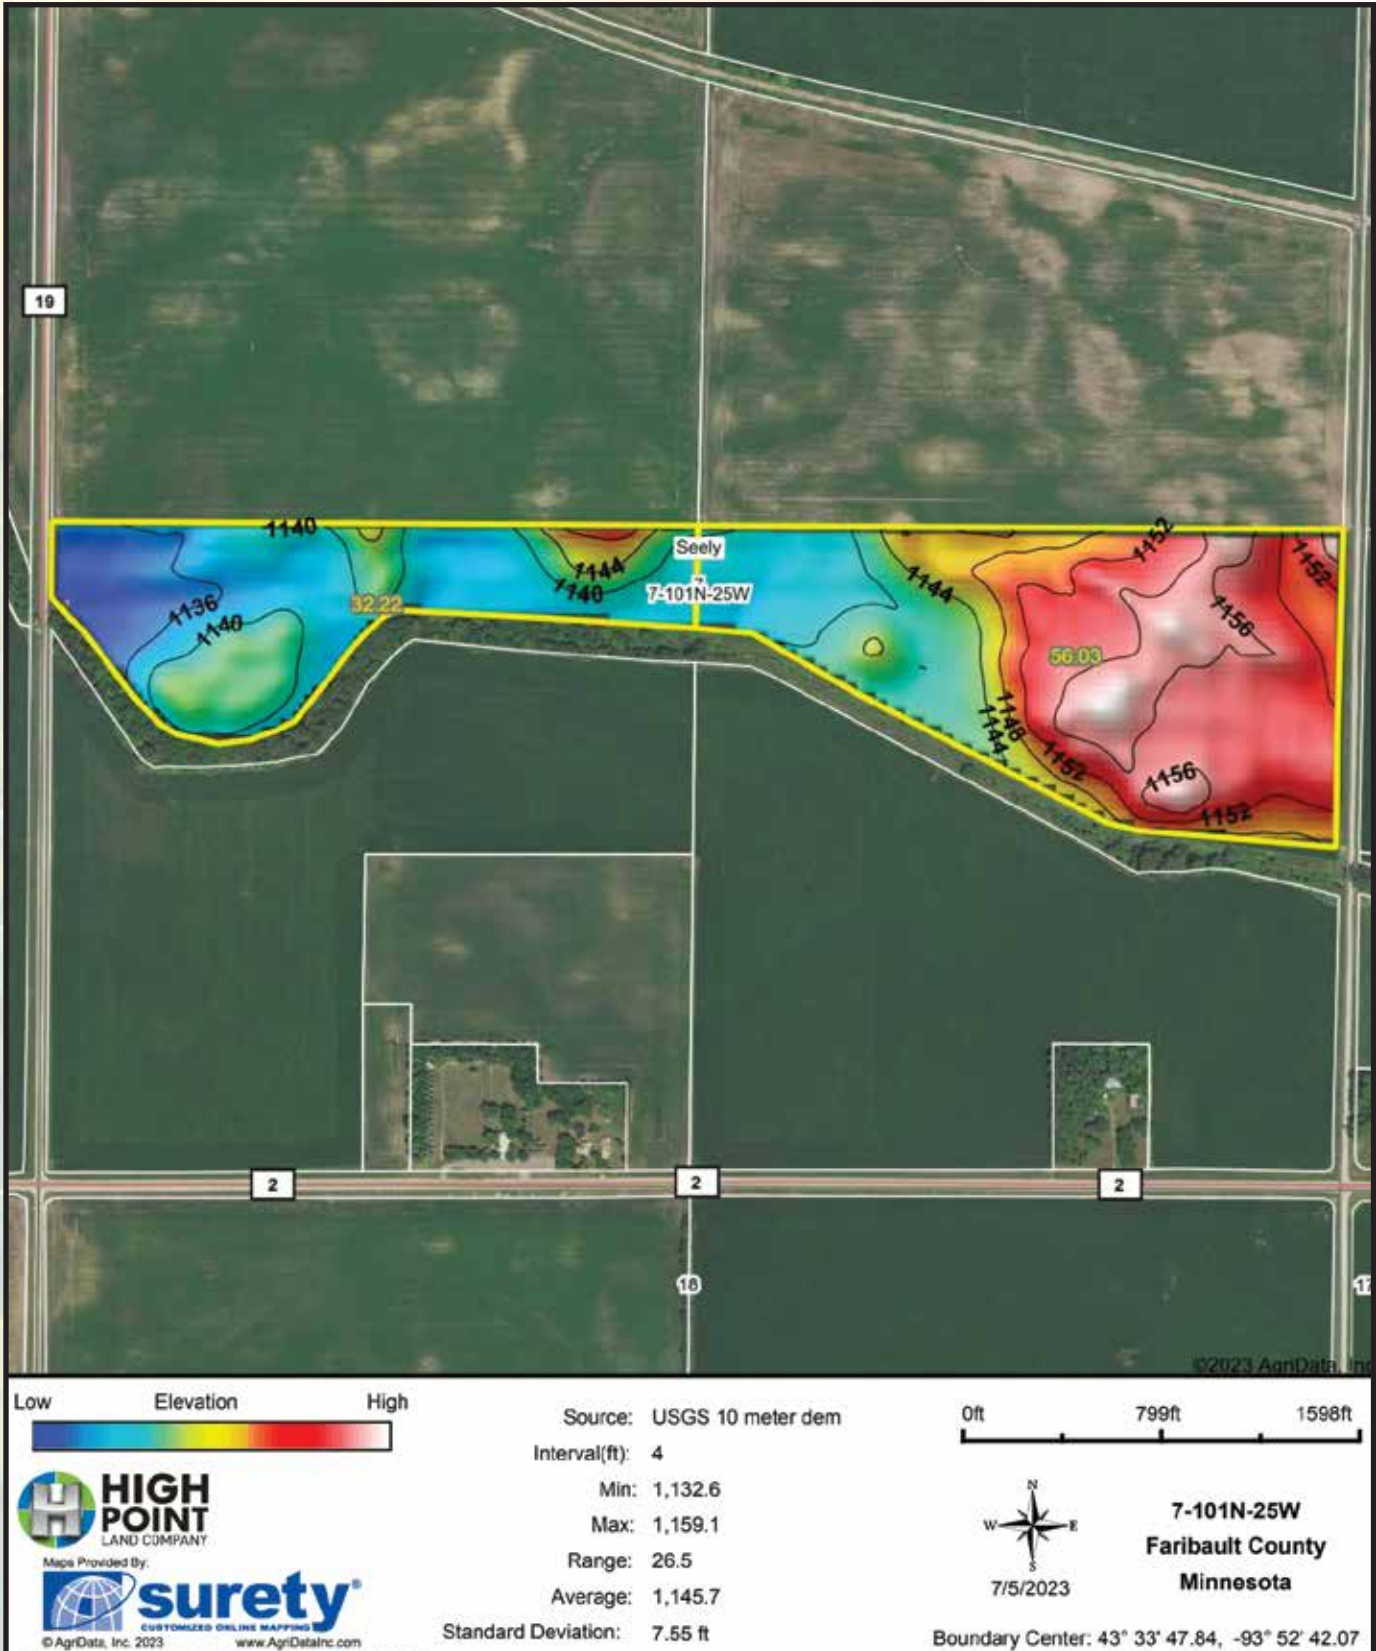 19
1140
1136
1140
32.22
1144
1140
Seely
7-101N-25W
1144
1152
1152
1156
56.03
1148
1144
1152
1156
1152
2
2
2
18
17
©2023 AgriData, Inc
Low Elevation High
HIGH
POINT
LAND COMPANY
Maps Provided By:
surety®
CUSTOMIZED ONLINE MAPPING
© AgriData, Inc. 2023 www.AgriDataInc.com
Source: USGS 10 meter dem
Interval(ft): 4
Min: 1,132.6
Max: 1,159.1
Range: 26.5
Average: 1,145.7
Standard Deviation: 7.55 ft
0ft 799ft 1598ft
N
W E
S
7/5/2023
7-101N-25W
Faribault County
Minnesota
Boundary Center: 43° 33' 47.84, -93° 52' 42.07